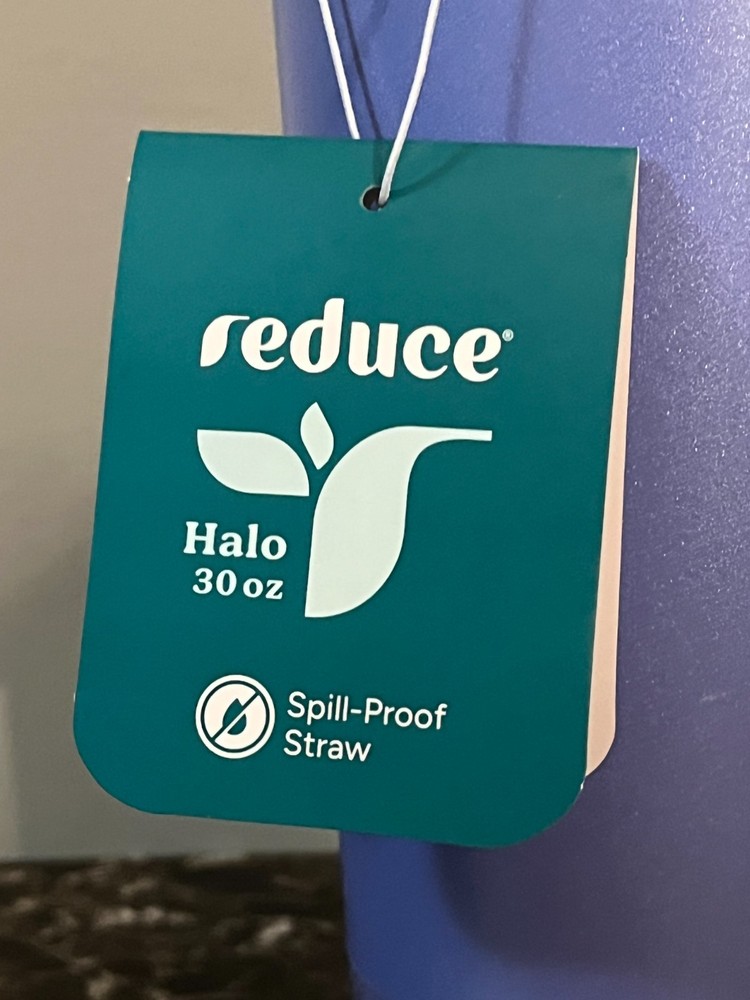 reduce®
Halo
30 oz
Spill-Proof
Straw